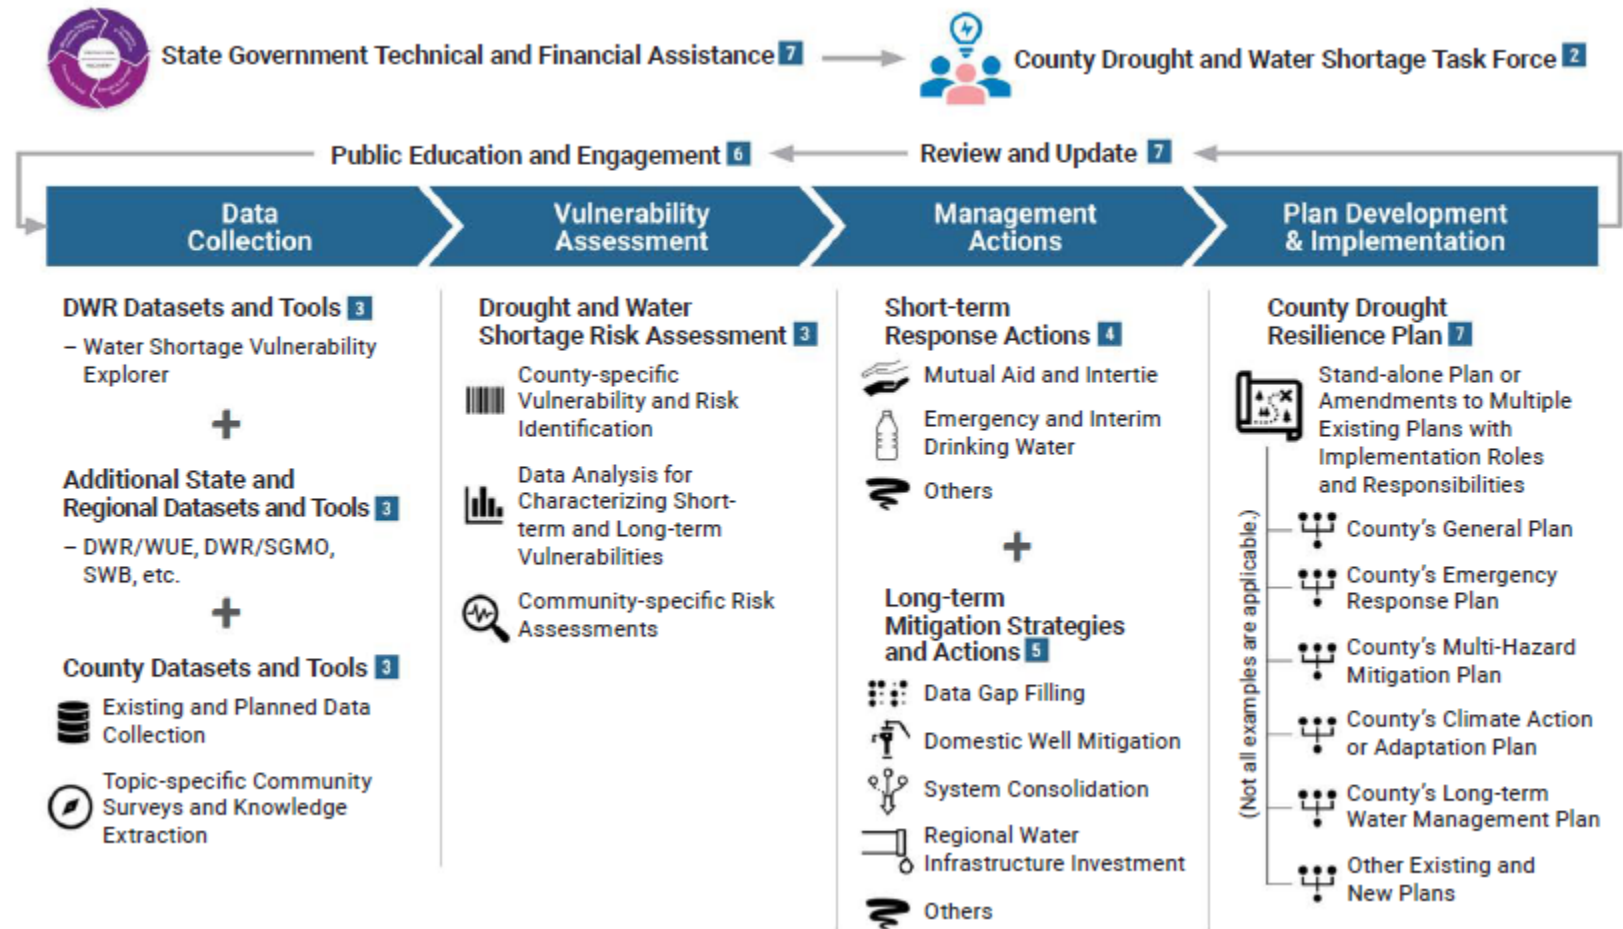 State Government Technical and Financial Assistance 7
County Drought and Water Shortage Task Force 2
Public Education and Engagement 6
Review and Update 7
Data
Collection
Vulnerability
Assessment
Management
Actions
Plan Development
& Implementation
DWR Datasets and Tools 3
– Water Shortage Vulnerability
Explorer
+
Additional State and
Regional Datasets and Tools 3
– DWR/WUE, DWR/SGMO,
SWB, etc.
+
County Datasets and Tools 3
Existing and Planned Data
Collection
Topic-specific Community
Surveys and Knowledge
Extraction
Drought and Water
Shortage Risk Assessment 3
County-specific
Vulnerability and Risk
Identification
Data Analysis for
Characterizing Short-
term and Long-term
Vulnerabilities
Community-specific Risk
Assessments
Short-term
Response Actions 4
Mutual Aid and Intertie
Emergency and Interim
Drinking Water
Others
+
Long-term
Mitigation Strategies
and Actions 5
Data Gap Filling
Domestic Well Mitigation
System Consolidation
Regional Water
Infrastructure Investment
Others
County Drought
Resilience Plan 7
Stand-alone Plan or
Amendments to Multiple
Existing Plans with
Implementation Roles
and Responsibilities
(Not all examples are applicable.)
County's General Plan
County's Emergency
Response Plan
County's Multi-Hazard
Mitigation Plan
County's Climate Action
or Adaptation Plan
County's Long-term
Water Management Plan
Other Existing and
New Plans